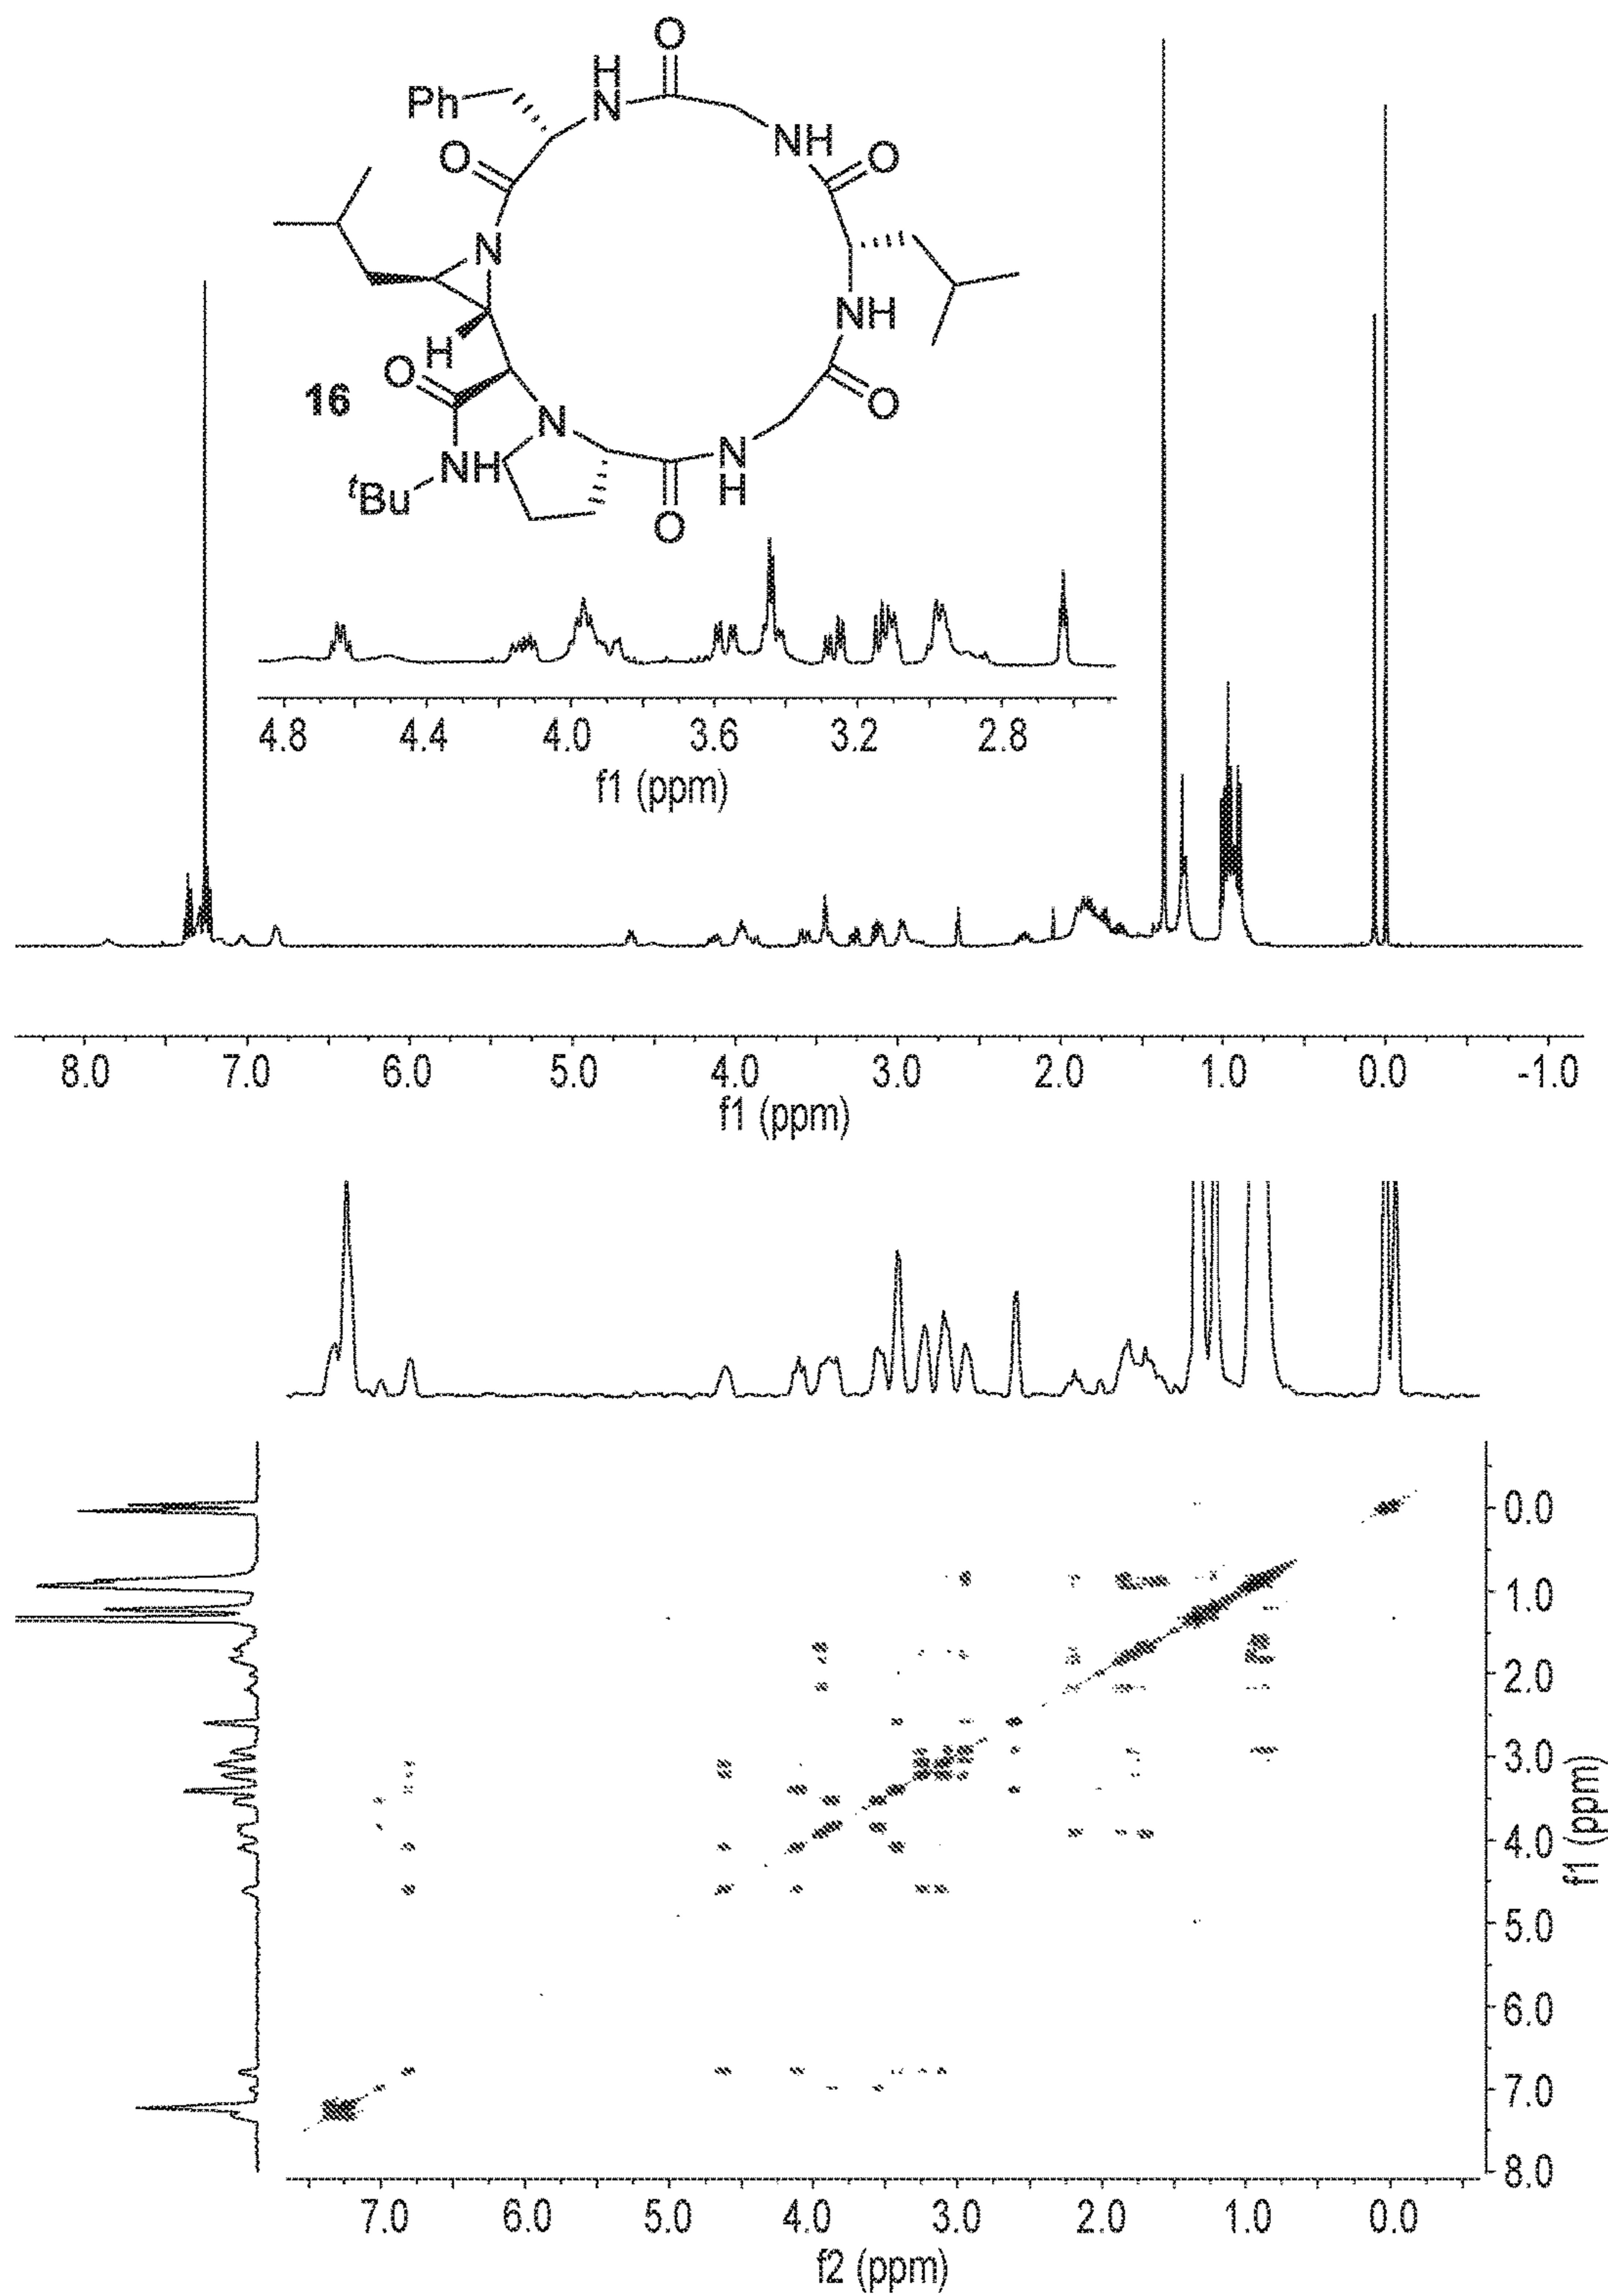 O
H
N
Ph
O
NH
O
N
NH
H
O
16
N
O
NH
N
H
tBu
O
4.8 4.4 4.0 3.6 3.2 2.8
f1 (ppm)
8.0 7.0 6.0 5.0 4.0 3.0 2.0 1.0 0.0 -1.0
f1 (ppm)
0.0
1.0
2.0
3.0
4.0
5.0
6.0
7.0
8.0
f1 (ppm)
7.0 6.0 5.0 4.0 3.0 2.0 1.0 0.0
f2 (ppm)